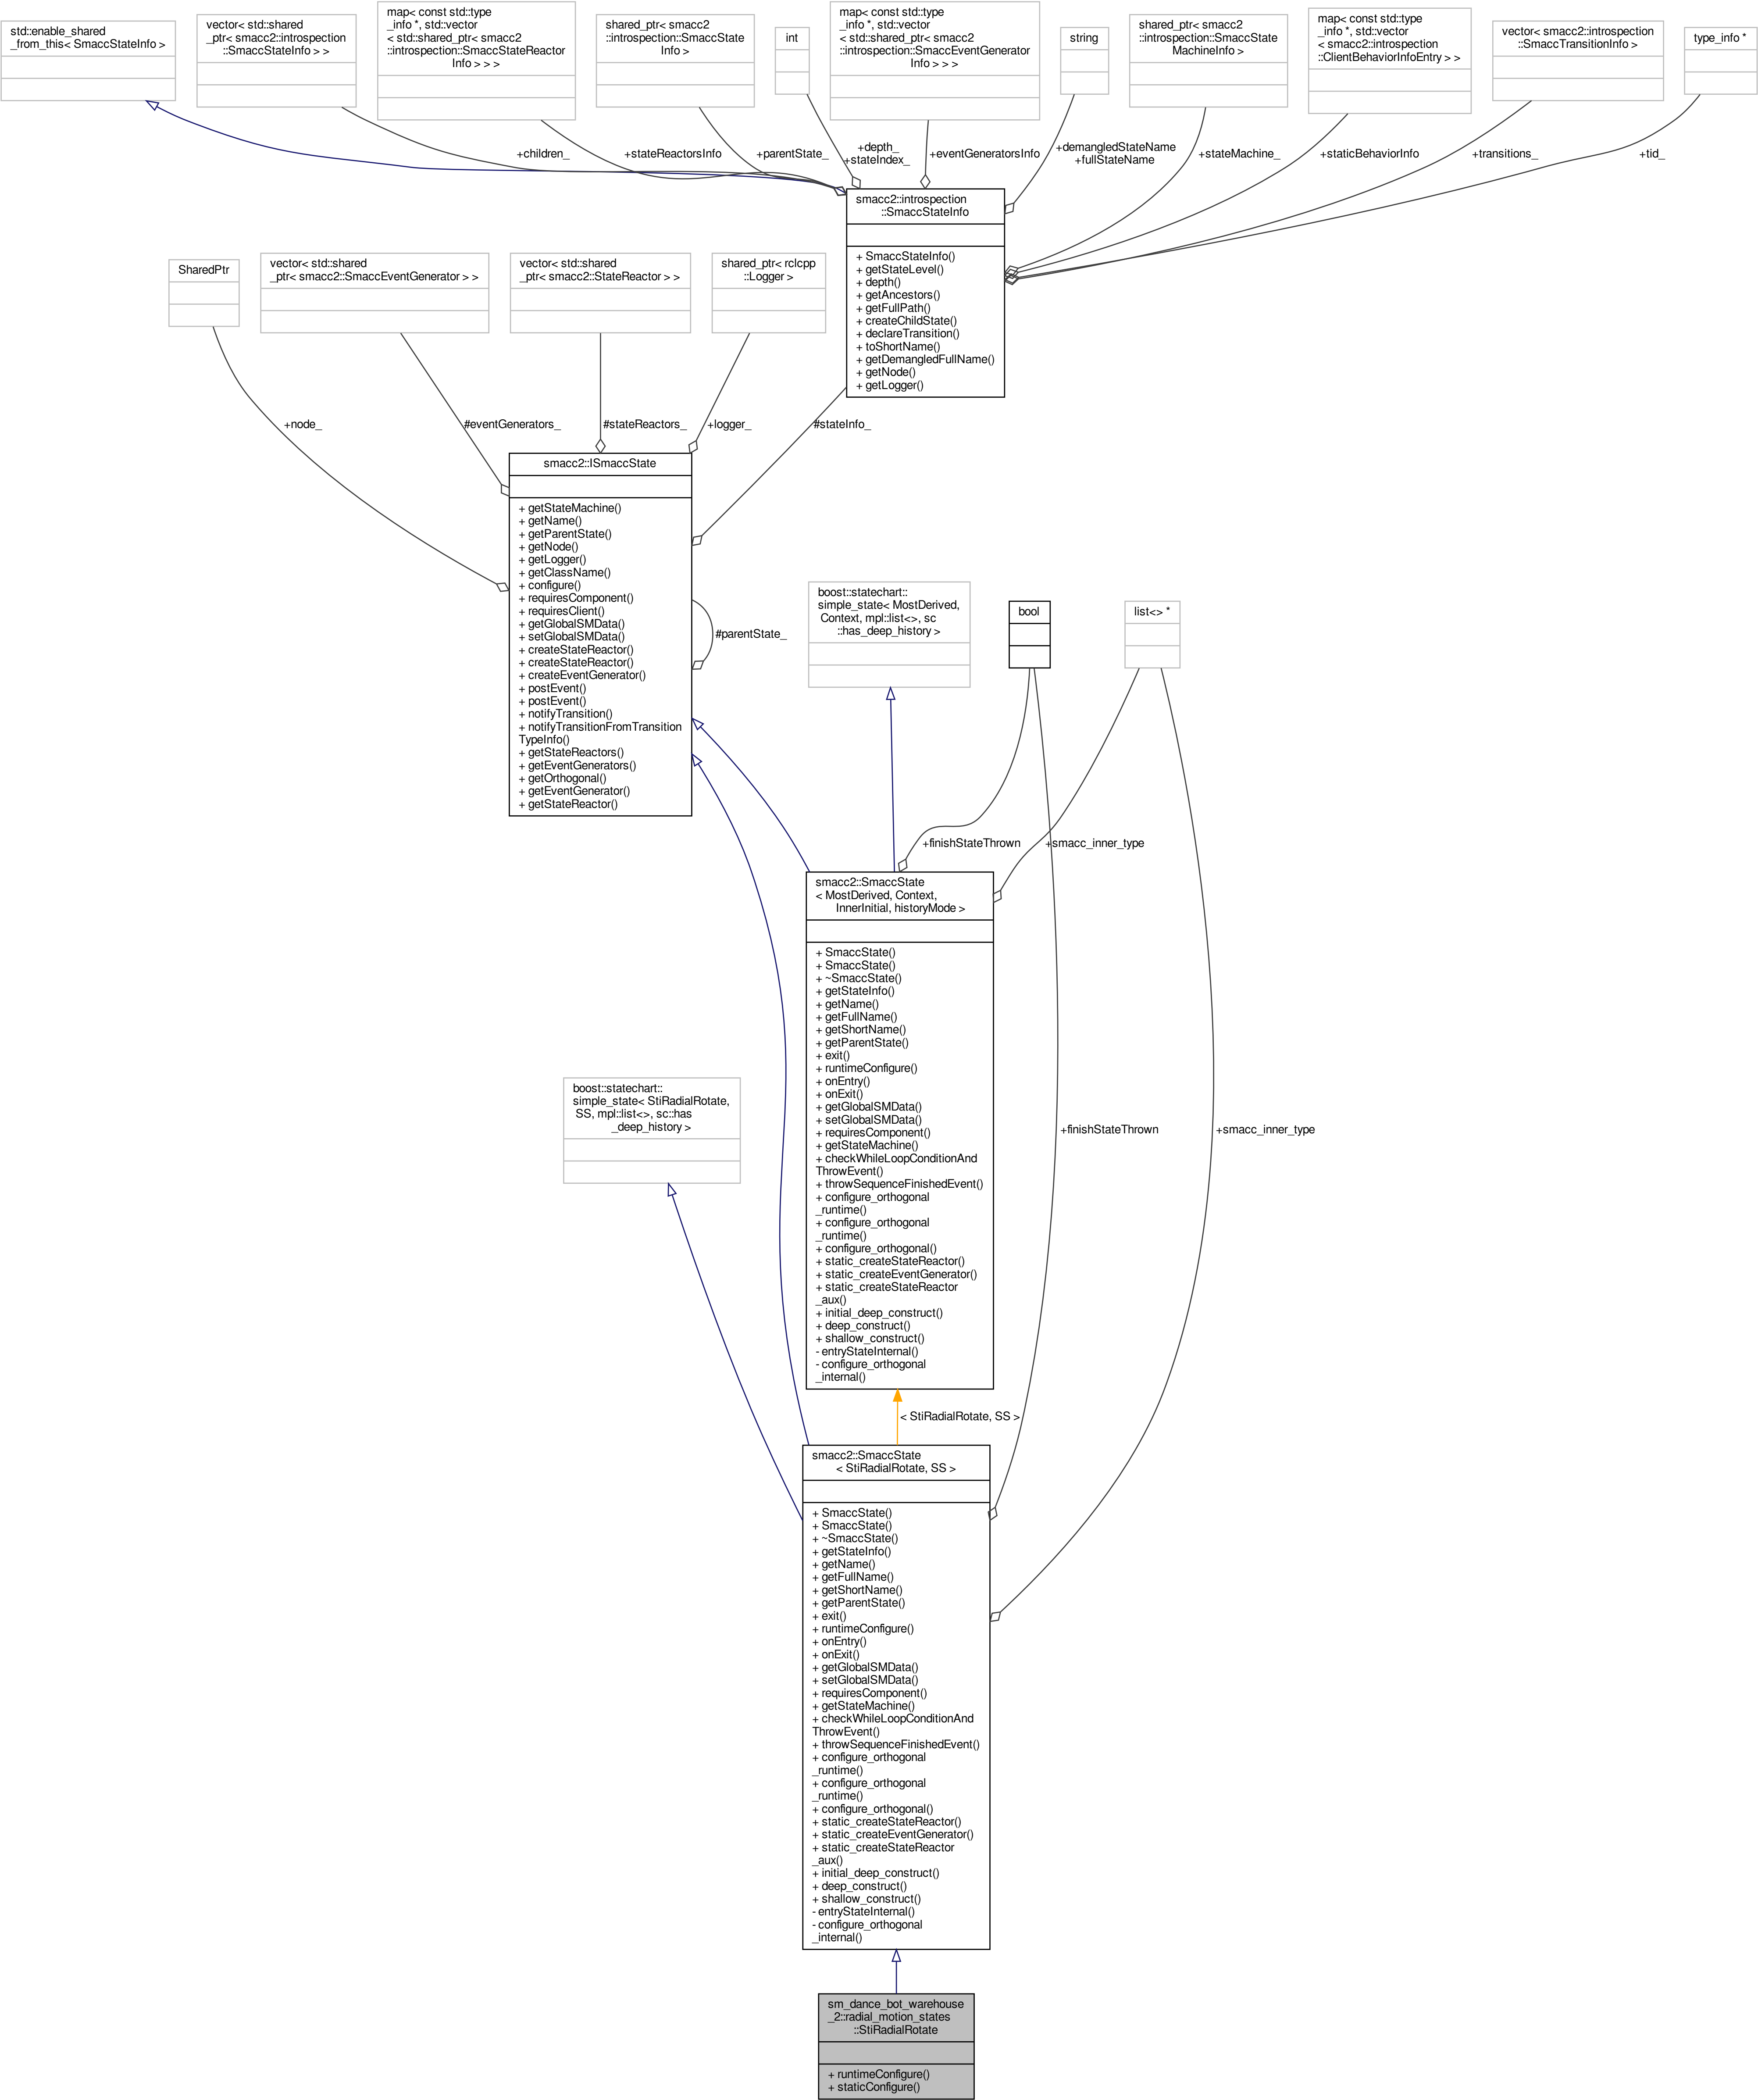 std::enable_shared
_from_this< SmaccStateInfo >
vector< std::shared
_ptr< smacc2::introspection
::SmaccStateInfo > >
map< const std::type
_info *, std::vector
< std::shared_ptr< smacc2
::introspection::SmaccStateReactor
Info > > >
shared_ptr< smacc2
::introspection::SmaccState
Info >
int
map< const std::type
_info *, std::vector
< std::shared_ptr< smacc2
::introspection::SmaccEventGenerator
Info > > >
string
shared_ptr< smacc2
::introspection::SmaccState
MachineInfo >
map< const std::type
_info *, std::vector
< smacc2::introspection
::ClientBehaviorInfoEntry > >
vector< smacc2::introspection
::SmaccTransitionInfo >
type_info *
+children_
+stateReactorsInfo
+parentState_
+depth_
+stateIndex_
+eventGeneratorsInfo
+demangledStateName
+fullStateName
+stateMachine_
+staticBehaviorInfo
+transitions_
+tid_
smacc2::introspection
::SmaccStateInfo
+ SmaccStateInfo()
+ getStateLevel()
+ depth()
+ getAncestors()
+ getFullPath()
+ createChildState()
+ declareTransition()
+ toShortName()
+ getDemangledFullName()
+ getNode()
+ getLogger()
SharedPtr
vector< std::shared
_ptr< smacc2::SmaccEventGenerator > >
vector< std::shared
_ptr< smacc2::StateReactor > >
shared_ptr< rclcpp
::Logger >
+node_
#eventGenerators_
#stateReactors_
+logger_
#stateInfo_
smacc2::ISmaccState
+ getStateMachine()
+ getName()
+ getParentState()
+ getNode()
+ getLogger()
+ getClassName()
+ configure()
+ requiresComponent()
+ requiresClient()
+ getGlobalSMData()
+ setGlobalSMData()
+ createStateReactor()
+ createStateReactor()
+ createEventGenerator()
+ postEvent()
+ postEvent()
+ notifyTransition()
+ notifyTransitionFromTransition
TypeInfo()
+ getStateReactors()
+ getEventGenerators()
+ getOrthogonal()
+ getEventGenerator()
+ getStateReactor()
#parentState_
boost::statechart::
simple_state< MostDerived,
Context, mpl::list<>, sc
::has_deep_history >
bool
list<> *
+finishStateThrown
+smacc_inner_type
smacc2::SmaccState
< MostDerived, Context,
InnerInitial, historyMode >
+ SmaccState()
+ SmaccState()
+ ~SmaccState()
+ getStateInfo()
+ getName()
+ getFullName()
+ getShortName()
+ getParentState()
+ exit()
+ runtimeConfigure()
+ onEntry()
+ onExit()
+ getGlobalSMData()
+ setGlobalSMData()
+ requiresComponent()
+ getStateMachine()
+ checkWhileLoopConditionAnd
ThrowEvent()
+ throwSequenceFinishedEvent()
+ configure_orthogonal
_runtime()
+ configure_orthogonal
_runtime()
+ configure_orthogonal()
+ static_createStateReactor()
+ static_createEventGenerator()
+ static_createStateReactor
_aux()
+ initial_deep_construct()
+ deep_construct()
+ shallow_construct()
- entryStateInternal()
- configure_orthogonal
_internal()
boost::statechart::
simple_state< StiRadialRotate,
SS, mpl::list<>, sc::has
_deep_history >
+finishStateThrown
+smacc_inner_type
< StiRadialRotate, SS >
smacc2::SmaccState
< StiRadialRotate, SS >
+ SmaccState()
+ SmaccState()
+ ~SmaccState()
+ getStateInfo()
+ getName()
+ getFullName()
+ getShortName()
+ getParentState()
+ exit()
+ runtimeConfigure()
+ onEntry()
+ onExit()
+ getGlobalSMData()
+ setGlobalSMData()
+ requiresComponent()
+ getStateMachine()
+ checkWhileLoopConditionAnd
ThrowEvent()
+ throwSequenceFinishedEvent()
+ configure_orthogonal
_runtime()
+ configure_orthogonal
_runtime()
+ configure_orthogonal()
+ static_createStateReactor()
+ static_createEventGenerator()
+ static_createStateReactor
_aux()
+ initial_deep_construct()
+ deep_construct()
+ shallow_construct()
- entryStateInternal()
- configure_orthogonal
_internal()
sm_dance_bot_warehouse
_2::radial_motion_states
::StiRadialRotate
+ runtimeConfigure()
+ staticConfigure()